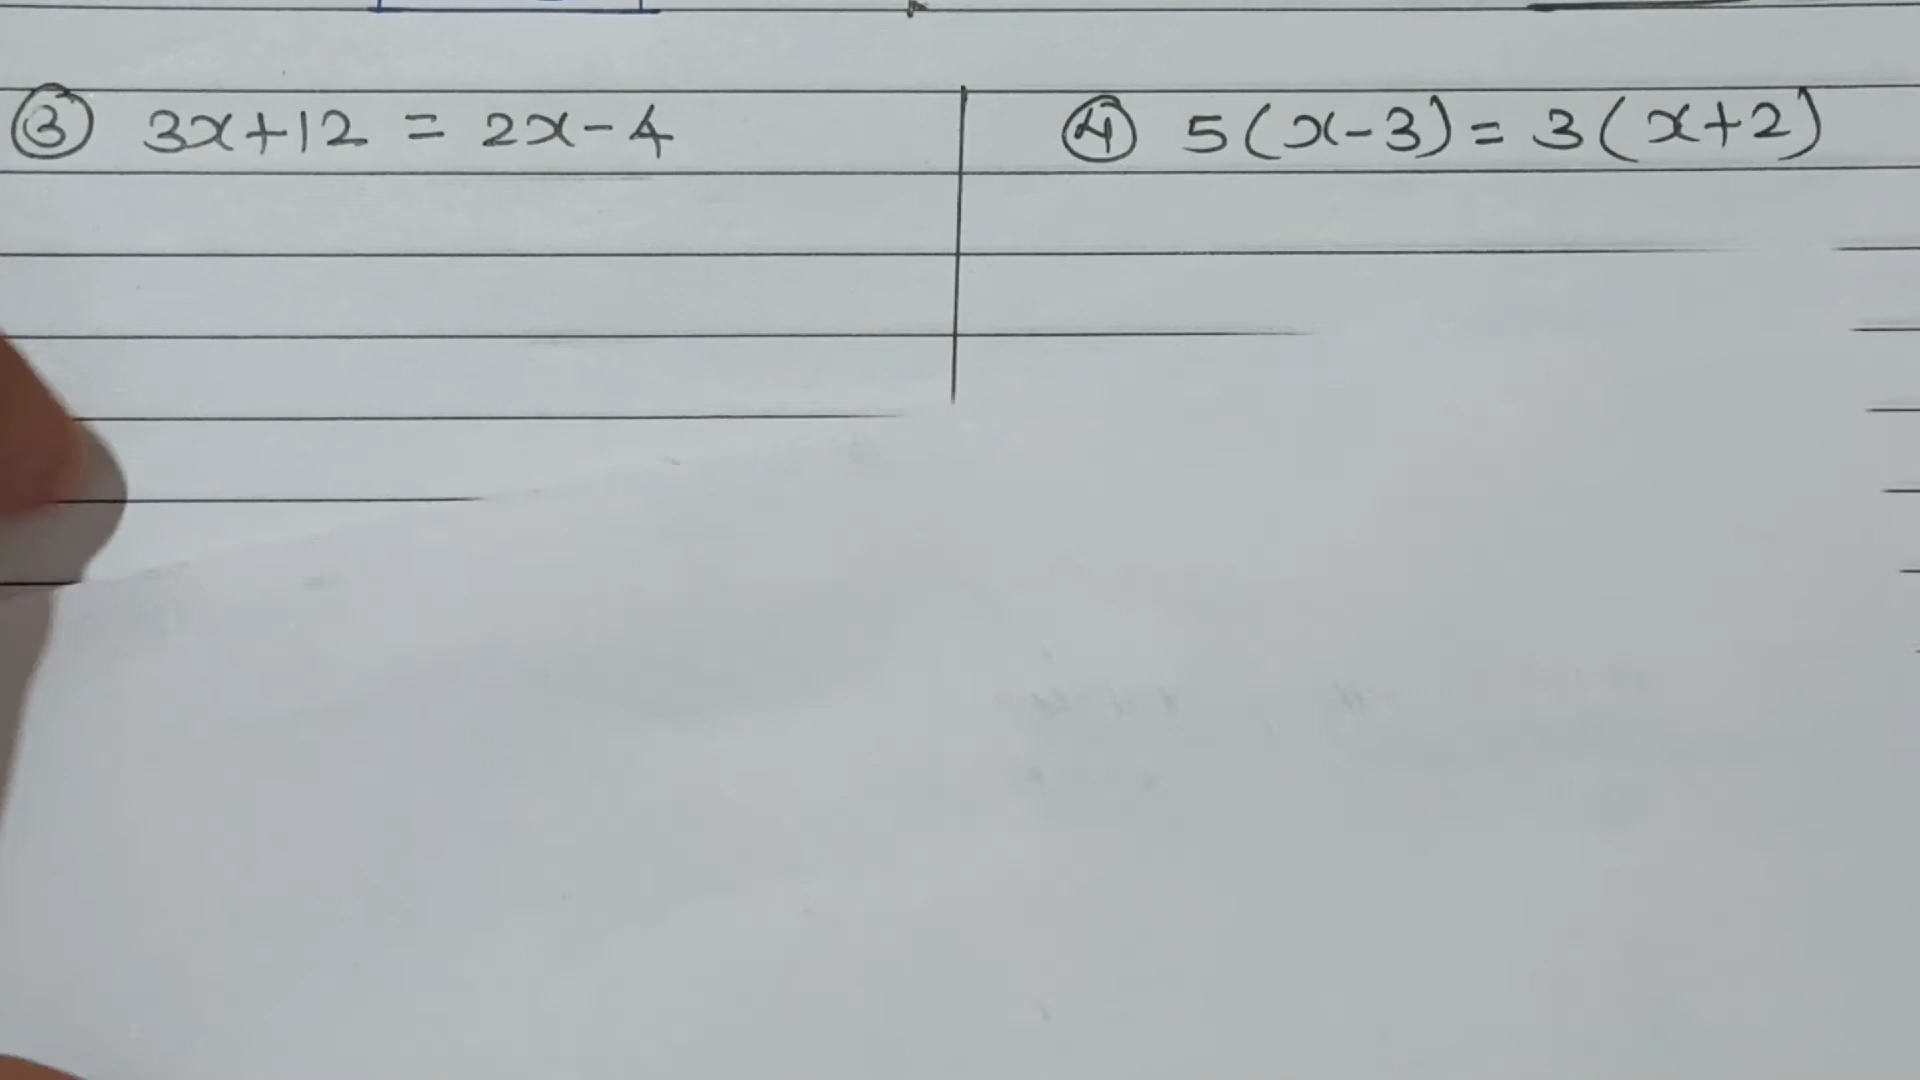 ③ 3x+12 = 2x-4
④ 5(x-3) = 3(x+2)